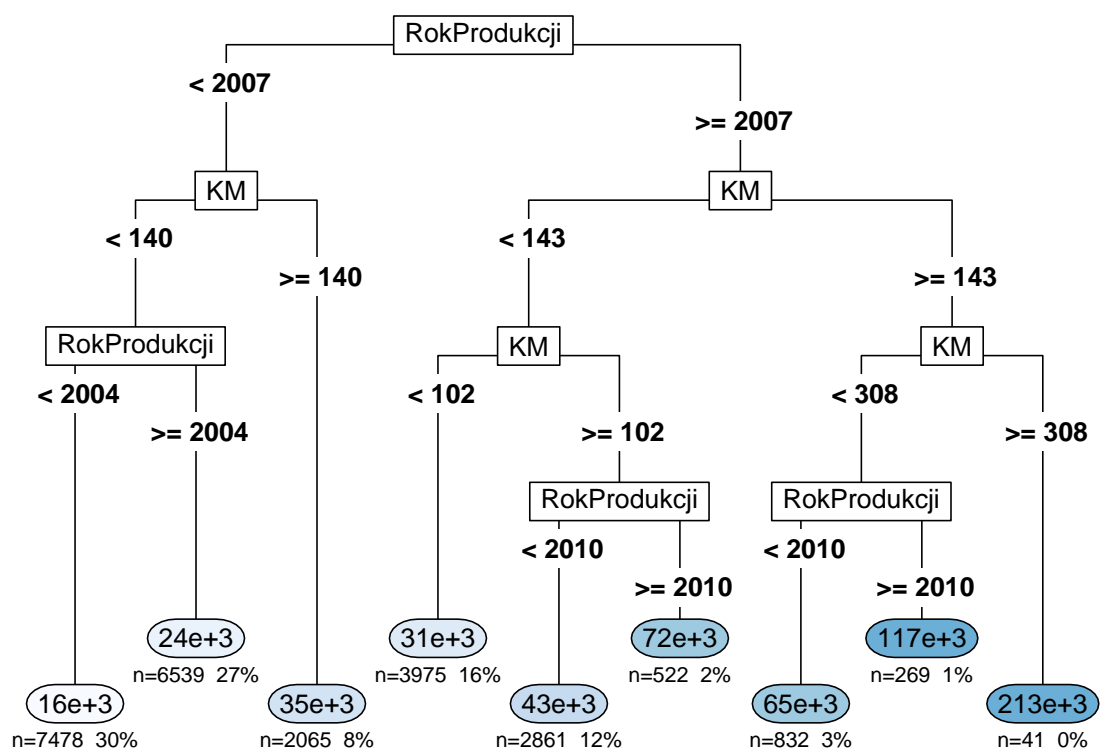 RokProdukcji
< 2007
>= 2007
KM
KM
< 140
>= 140
< 143
>= 143
RokProdukcji
KM
KM
< 2004
>= 2004
< 102
>= 102
< 308
>= 308
RokProdukcji
RokProdukcji
< 2010
>= 2010
< 2010
>= 2010
24e+3
n=6539 27%
31e+3
n=3975 16%
72e+3
n=522 2%
117e+3
n=269 1%
16e+3
n=7478 30%
35e+3
n=2065 8%
43e+3
n=2861 12%
65e+3
n=832 3%
213e+3
n=41 0%